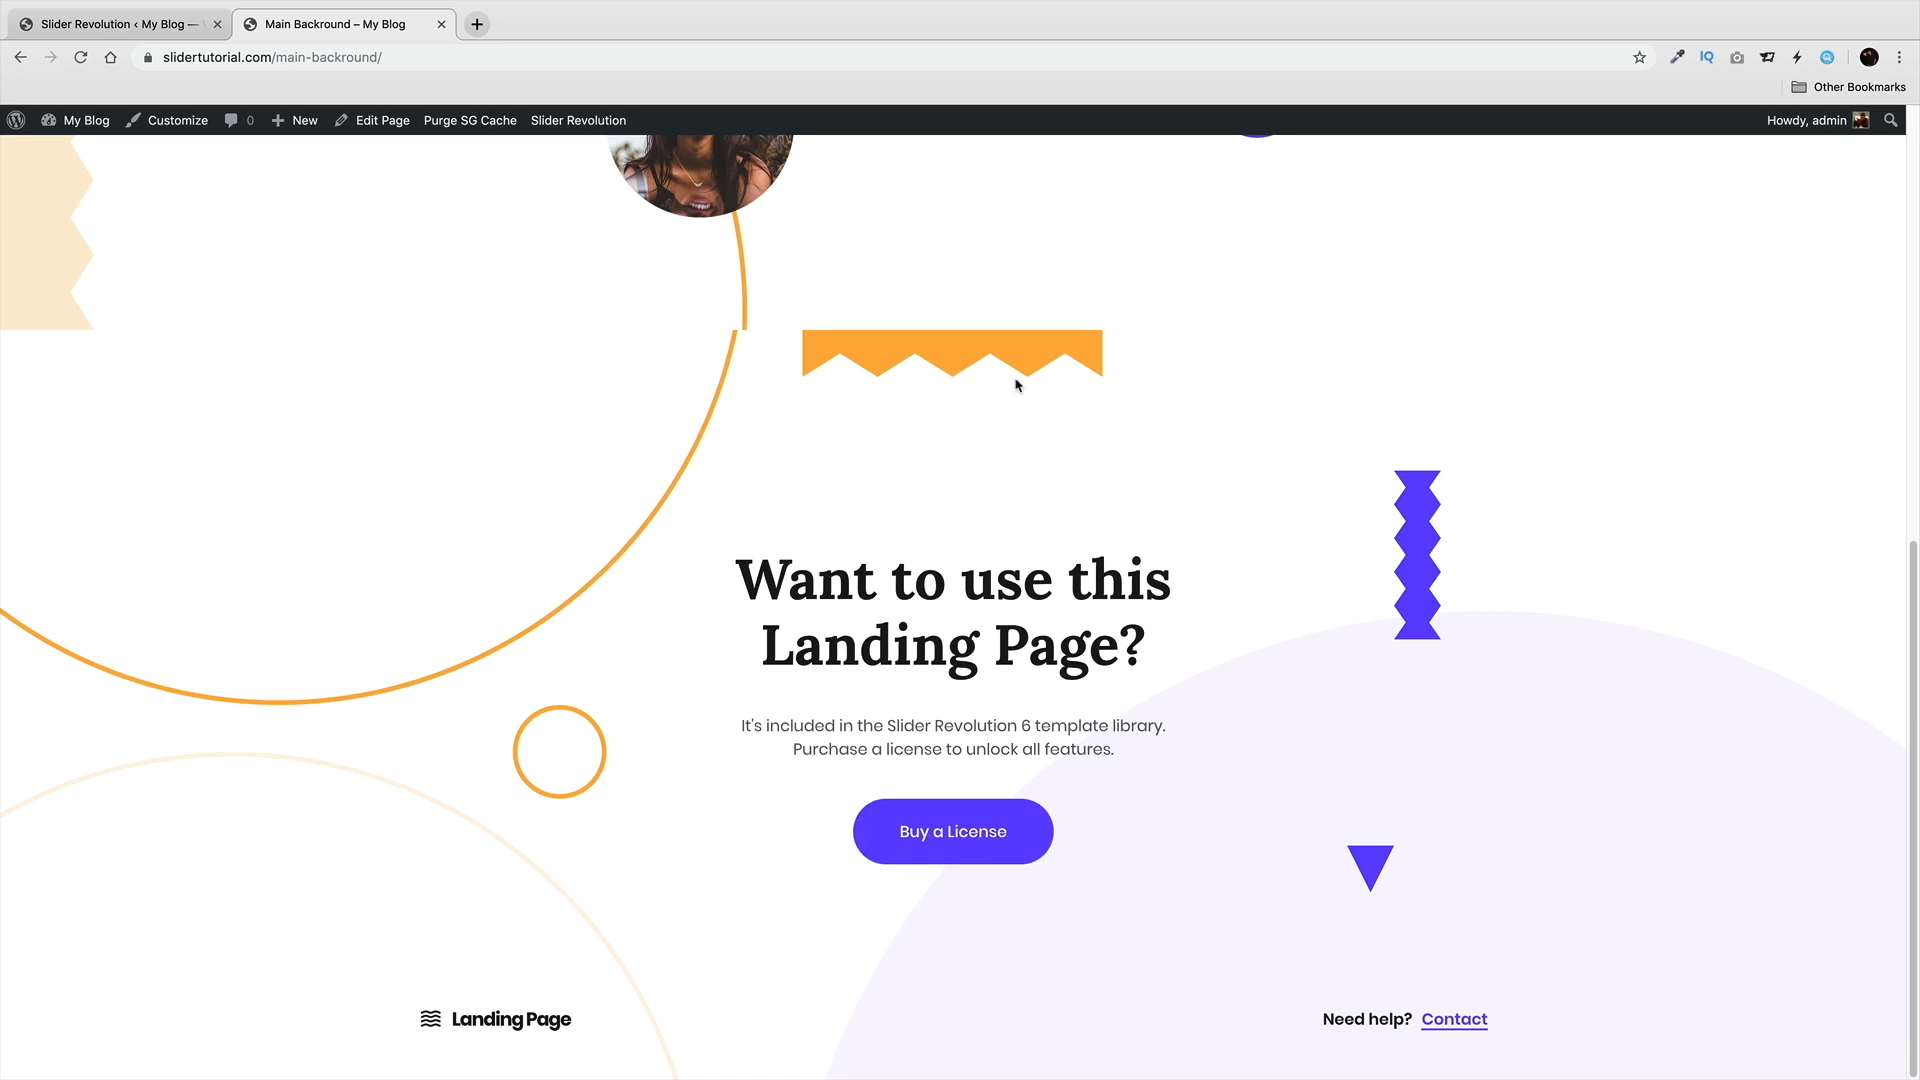 Slider Revolution ‹ My Blog —
Main Backround – My Blog
slidertutorial.com/main-backround/
IQ
Other Bookmarks
My Blog
Customize
0
New
Edit Page
Purge SG Cache
Slider Revolution
Howdy, admin
Want to use this
Landing Page?
It's included in the Slider Revolution 6 template library.
Purchase a license to unlock all features.
Buy a License
Landing Page
Need help? Contact